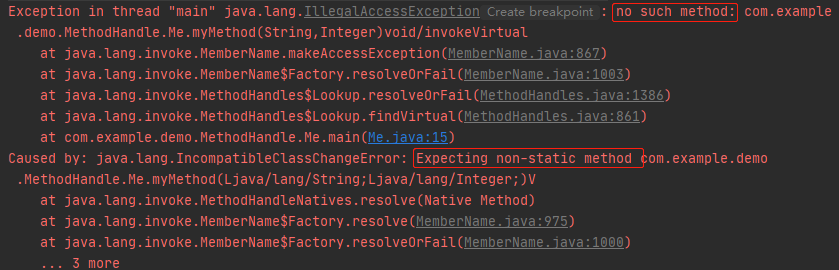 Exception in thread "main" java.lang.IllegalAccessException Create breakpoint : no such method: com.example
.demo.MethodHandle.Me.myMethod(String,Integer)void/invokeVirtual
at java.lang.invoke.MemberName.makeAccessException(MemberName.java:867)
at java.lang.invoke.MemberName$Factory.resolveOrFail(MemberName.java:1003)
at java.lang.invoke.MethodHandles$Lookup.resolveOrFail(MethodHandles.java:1386)
at java.lang.invoke.MethodHandles$Lookup.findVirtual(MethodHandles.java:861)
at com.example.demo.MethodHandle.Me.main(Me.java:15)
Caused by: java.lang.IncompatibleClassChangeError: Expecting non-static method com.example.demo
.MethodHandle.Me.myMethod(Ljava/lang/String;Ljava/lang/Integer;)V
at java.lang.invoke.MethodHandleNatives.resolve(Native Method)
at java.lang.invoke.MemberName$Factory.resolve(MemberName.java:975)
at java.lang.invoke.MemberName$Factory.resolveOrFail(MemberName.java:1000)
... 3 more